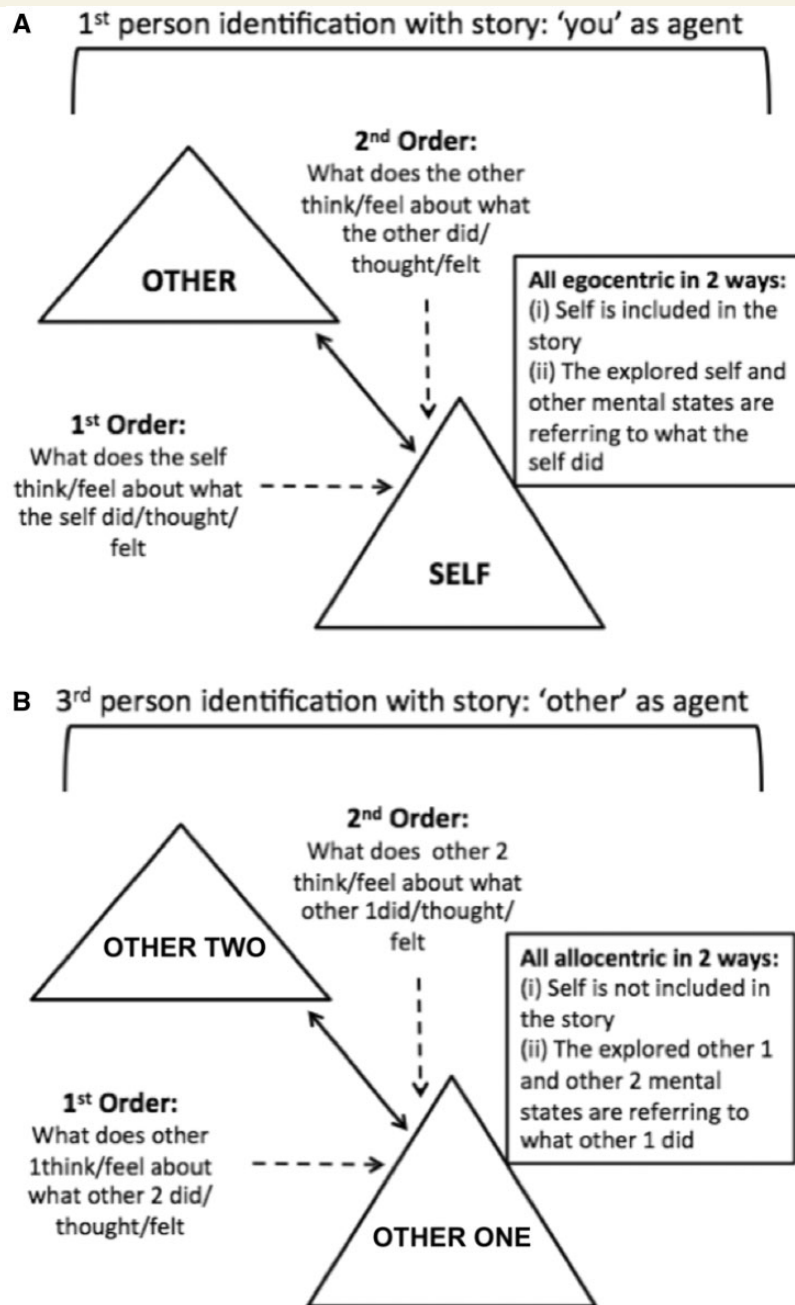 A 1st person identification with story: ‘you’ as agent
2nd Order:
What does the other
think/feel about what
the other did/
thought/felt
OTHER
All egocentric in 2 ways:
(i) Self is included in the
story
(ii) The explored self and
other mental states are
referring to what the
self did
1st Order:
What does the self
think/feel about what
the self did/thought/
felt
SELF
B 3rd person identification with story: ‘other’ as agent
2nd Order:
What does other 2
think/feel about what
other 1did/thought/
felt
OTHER TWO
All allocentric in 2 ways:
(i) Self is not included in
the story
(ii) The explored other 1
and other 2 mental
states are referring to
what other 1 did
1st Order:
What does other
1think/feel about
what other 2 did/
thought/felt
OTHER ONE